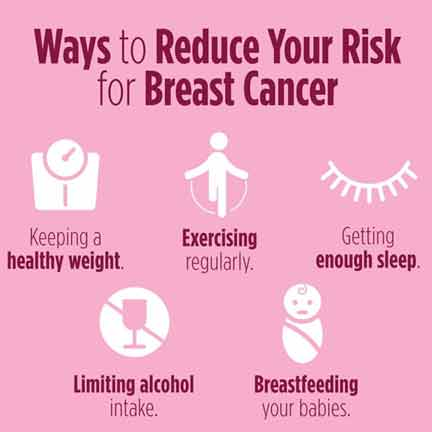 Ways to Reduce Your Risk
for Breast Cancer
Keeping a
healthy weight.
Exercising
regularly.
Getting
enough sleep.
Limiting alcohol
intake.
Breastfeeding
your babies.